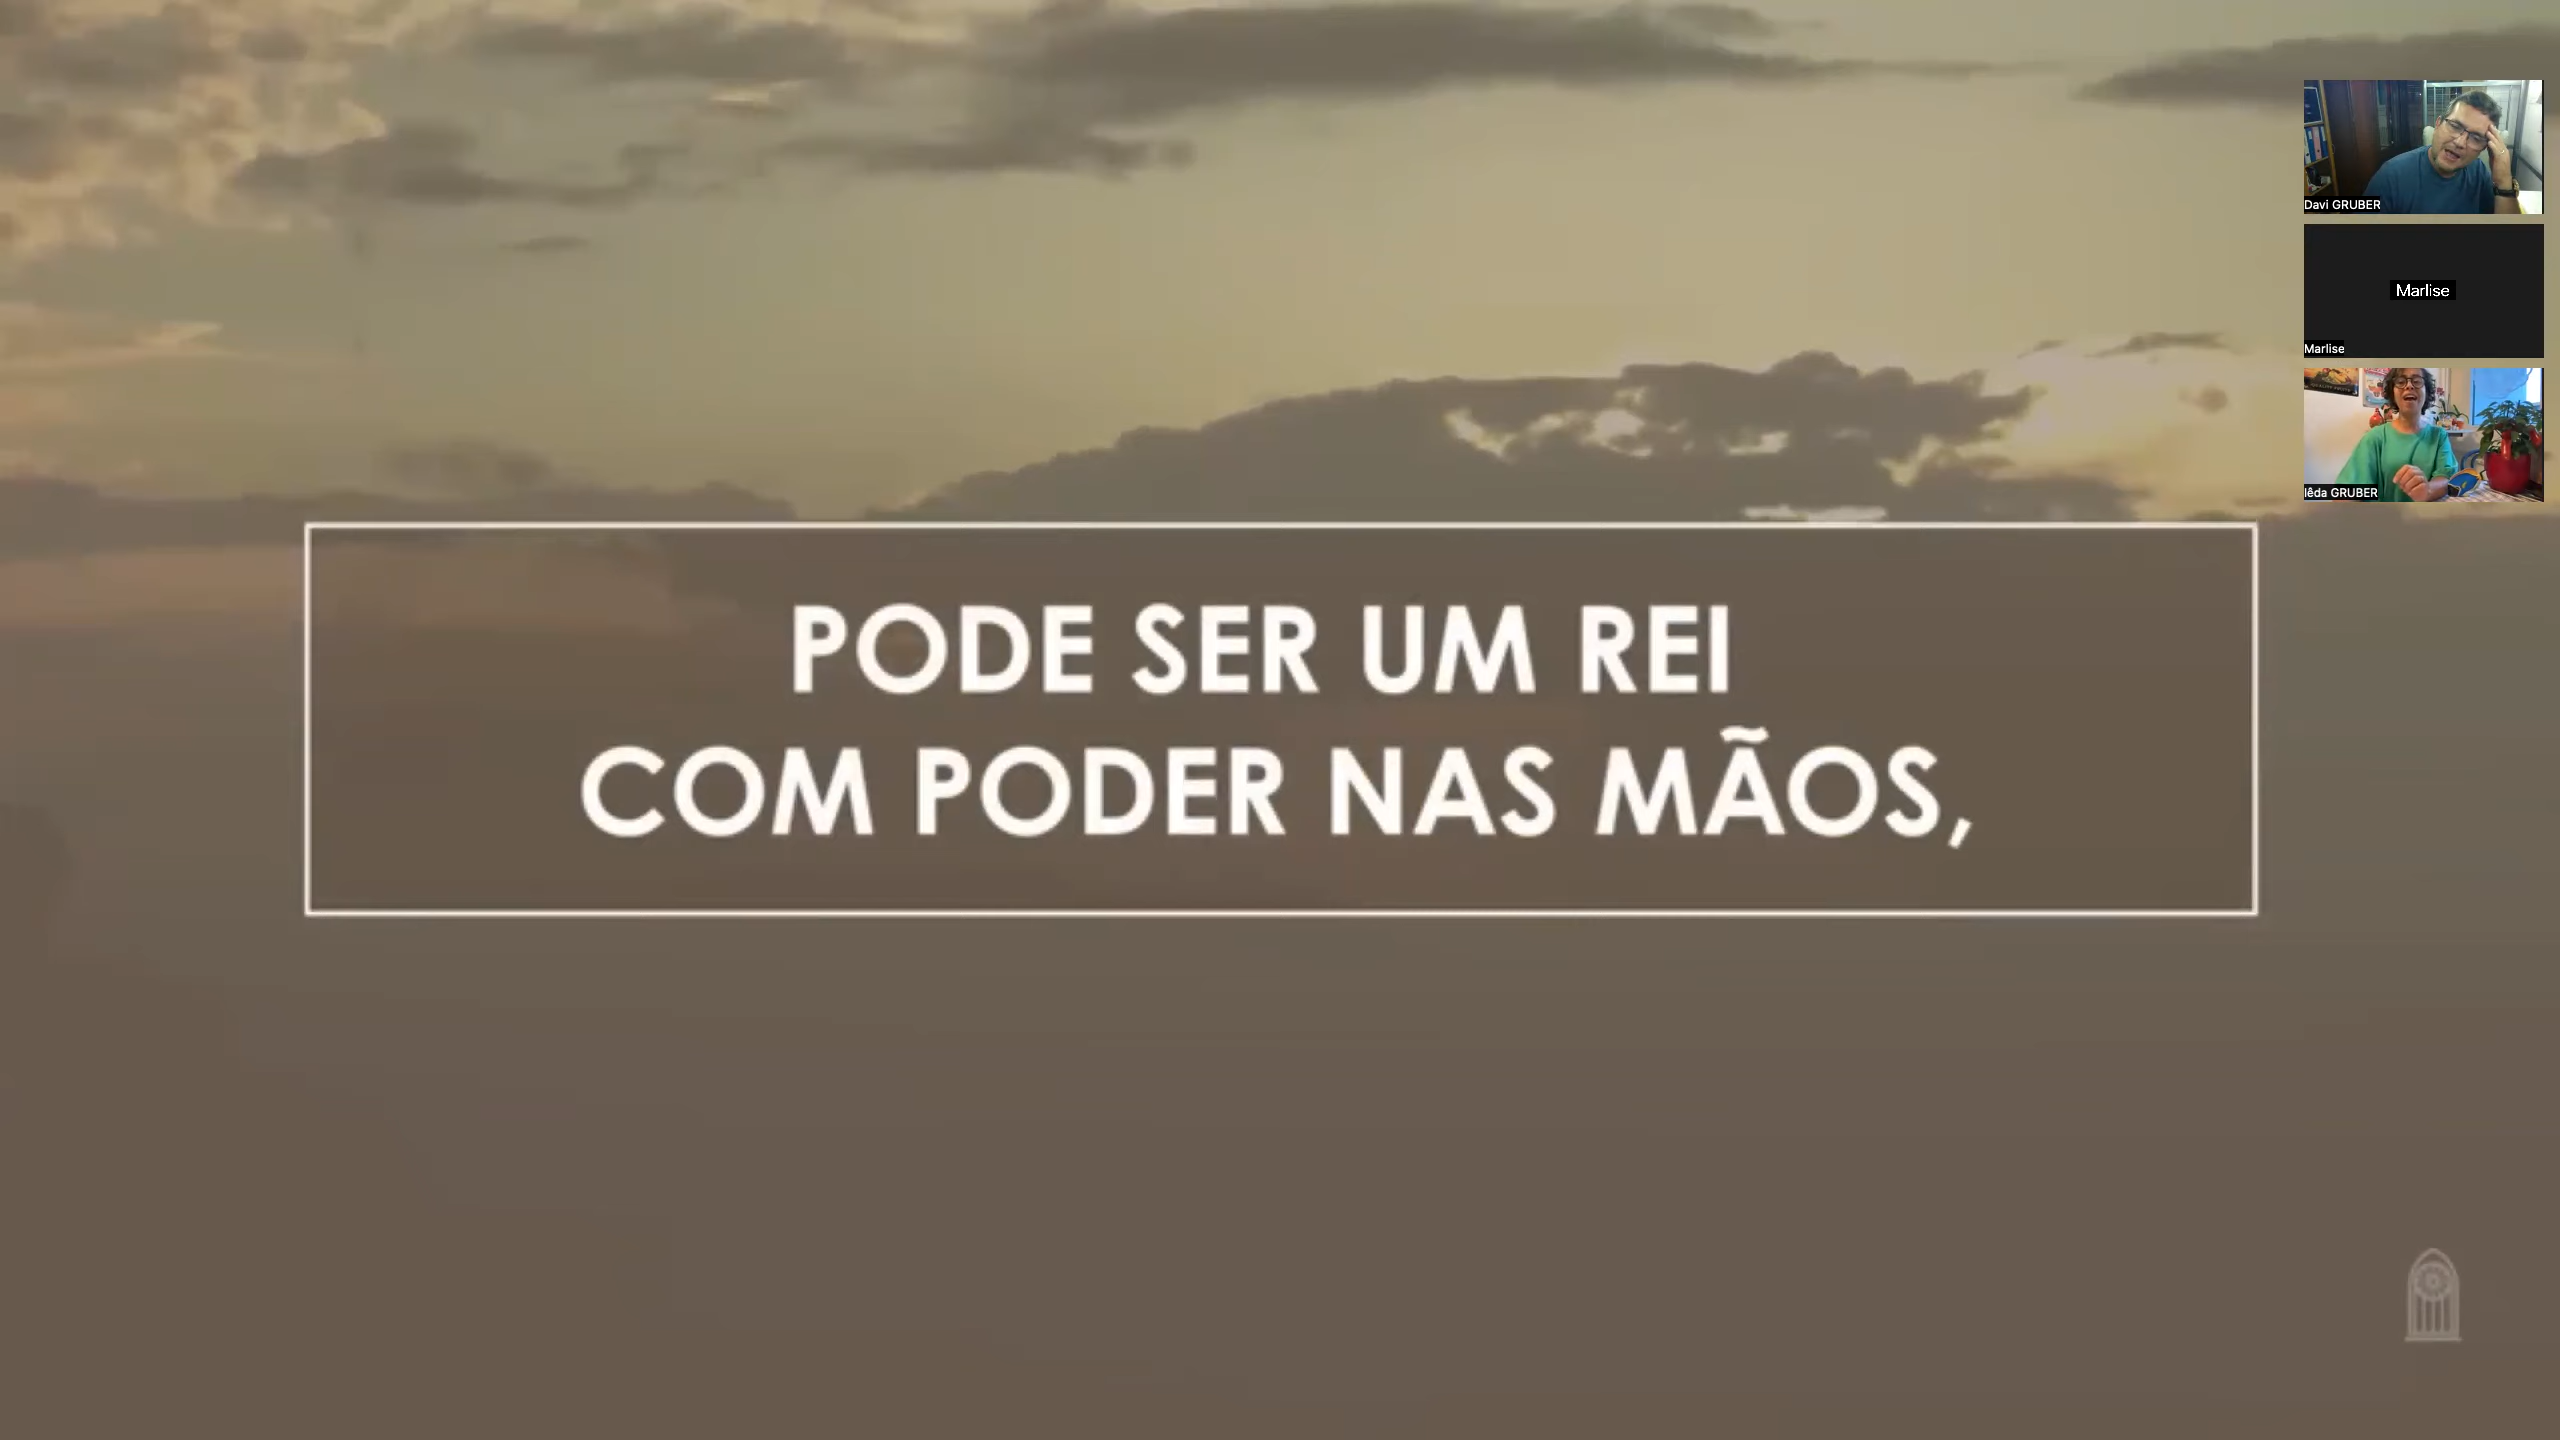 PODE SER UM REI
COM PODER NAS MÃOS,
Davi GRUBER
Marlise
Marlise
Iêda GRUBER